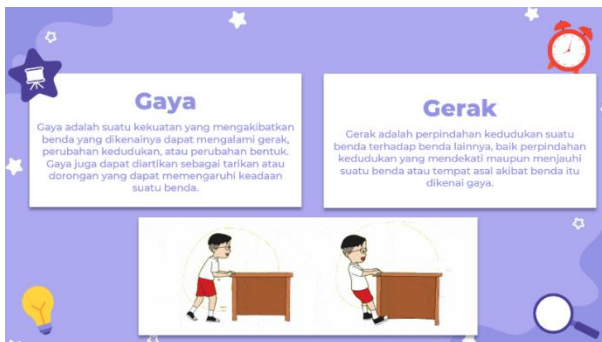 Gaya
Gaya adalah suatu kekuatan yang mengakibatkan
benda yang dikenainya dapat mengalami gerak,
perubahan kedudukan, atau perubahan bentuk.
Gaya juga dapat diartikan sebagai tarikan atau
dorongan yang dapat memengaruhi keadaan
suatu benda.
Gerak
Gerak adalah perpindahan kedudukan suatu
benda terhadap benda lainnya, baik perpindahan
kedudukan yang mendekati maupun menjauhi
suatu benda atau tempat asal akibat benda itu
dikenai gaya.